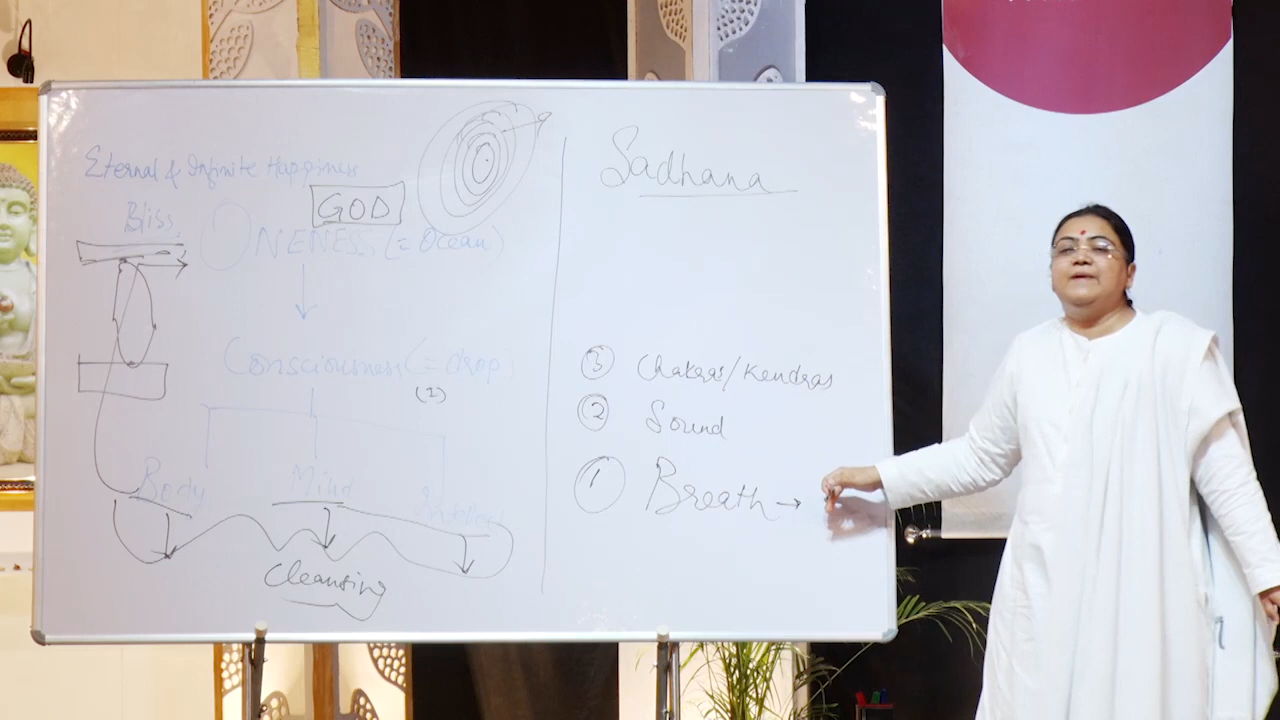 Eternal & Infinite Happiness
Bliss
GOD
ONENESS (= Ocean)
Consciousness (= drop)
(I)
Body Mind
Cleansing
Sadhana
③ Chakras/Kendras
② Sound
① Breath →